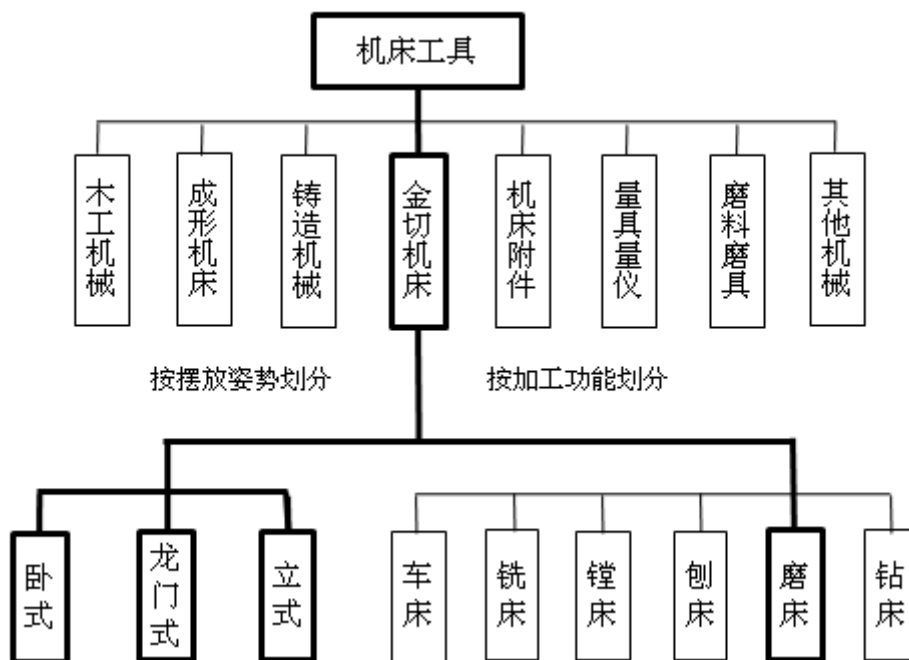 机床工具
木工机械
成形机床
铸造机械
金切机床
机床附件
量具量仪
磨料磨具
其他机械
按摆放姿势划分
按加工功能划分
卧式
龙门式
立式
车床
铣床
镗床
刨床
磨床
钻床